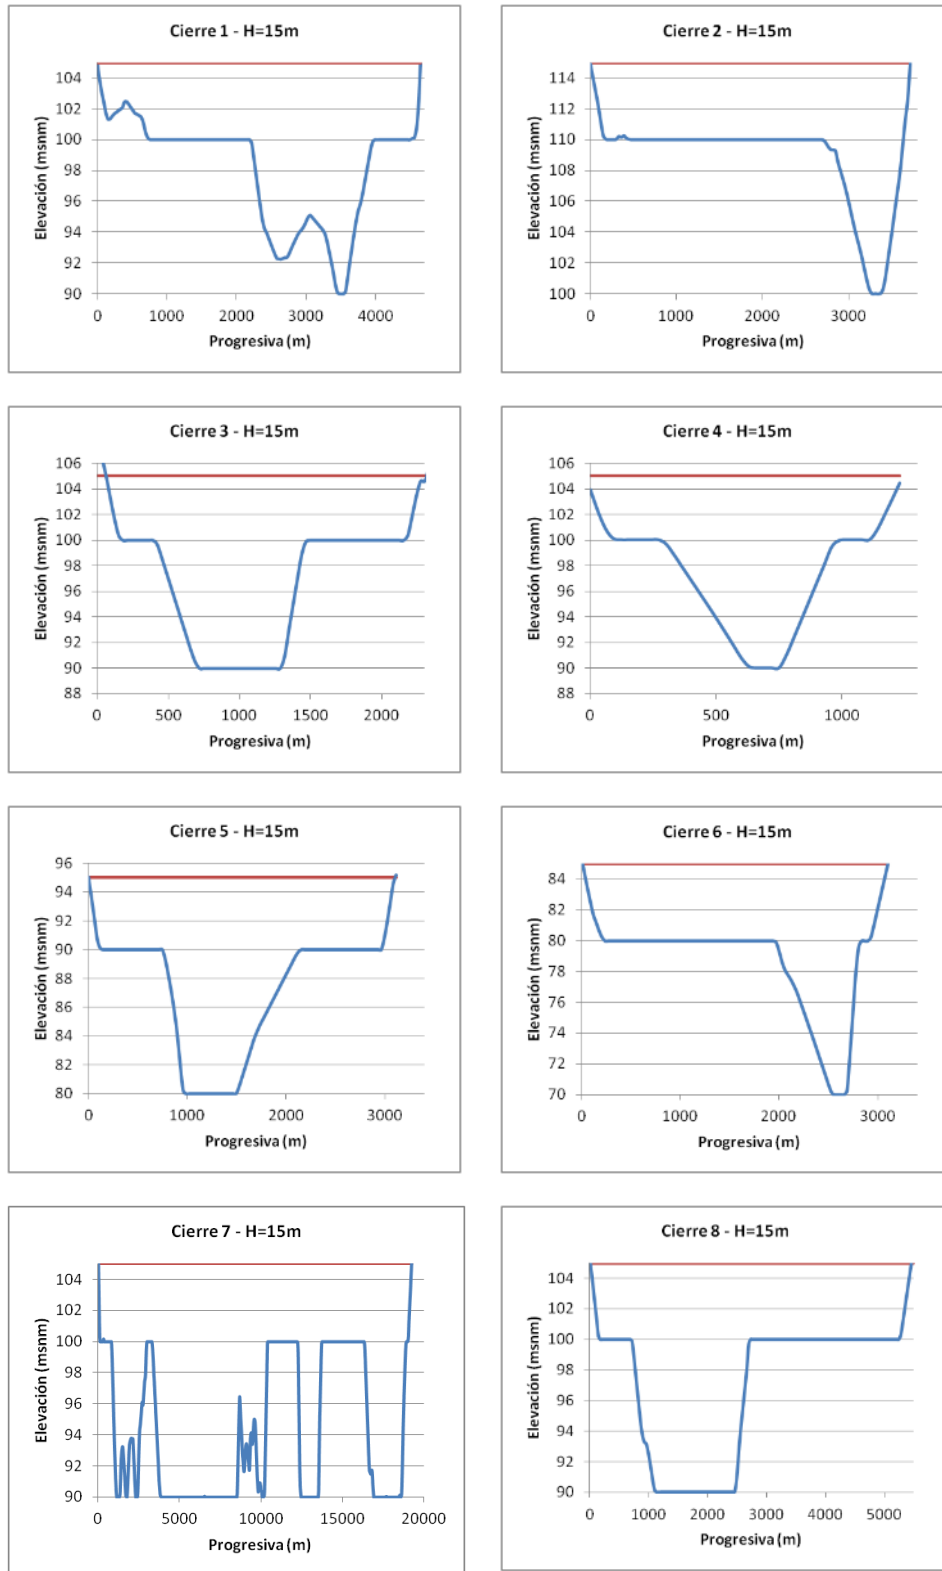 Cierre 1 - H=15m
Elevación (msnm)
104
102
100
98
96
94
92
90
0 1000 2000 3000 4000
Progresiva (m)
Cierre 2 - H=15m
Elevación (msnm)
114
112
110
108
106
104
102
100
0 1000 2000 3000
Progresiva (m)
Cierre 3 - H=15m
Elevación (msnm)
106
104
102
100
98
96
94
92
90
88
0 500 1000 1500 2000
Progresiva (m)
Cierre 4 - H=15m
Elevación (msnm)
106
104
102
100
98
96
94
92
90
88
0 500 1000
Progresiva (m)
Cierre 5 - H=15m
Elevación (msnm)
96
94
92
90
88
86
84
82
80
0 1000 2000 3000
Progresiva (m)
Cierre 6 - H=15m
Elevación (msnm)
84
82
80
78
76
74
72
70
0 1000 2000 3000
Progresiva (m)
Cierre 7 - H=15m
Elevación (msnm)
104
102
100
98
96
94
92
90
0 5000 10000 15000 20000
Progresiva (m)
Cierre 8 - H=15m
Elevación (msnm)
104
102
100
98
96
94
92
90
0 1000 2000 3000 4000 5000
Progresiva (m)